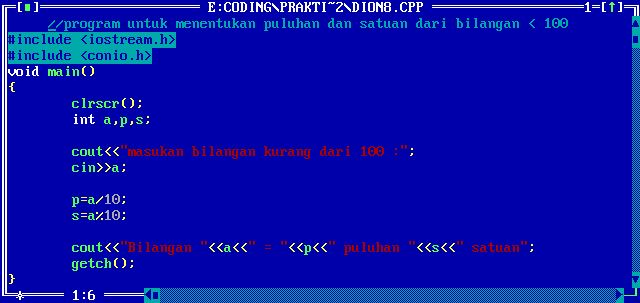 E:CODING\PRAKTI~2\DION8.CPP 1=[↑]
//program untuk menentukan puluhan dan satuan dari bilangan < 100
#include <iostream.h>
#include <conio.h>
void main()
{
clrscr();
int a,p,s;
cout<<"masukan bilangan kurang dari 100 :";
cin>>a;
p=a/10;
s=a%10;
cout<<"Bilangan "<<a<<" = "<<p<<" puluhan "<<s<<" satuan";
getch();
}
1:6